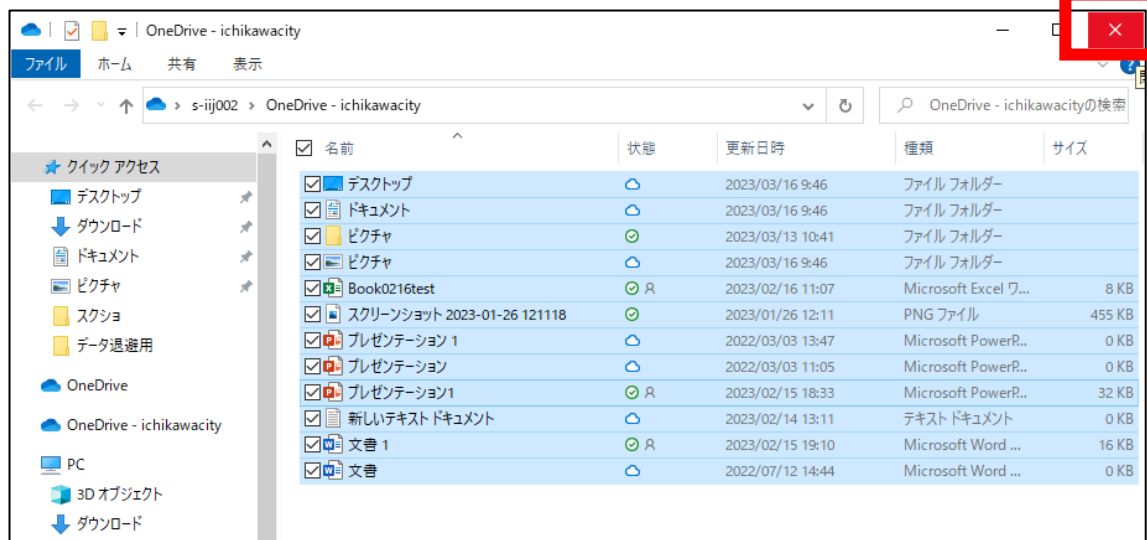 OneDrive - ichikawacity
ファイル ホーム 共有 表示
s-iij002 › OneDrive - ichikawacity OneDrive - ichikawacityの検索
名前 状態 更新日時 種類 サイズ
クイック アクセス
デスクトップ
ダウンロード
ドキュメント
ピクチャ
スクショ
データ退避用
OneDrive
OneDrive - ichikawacity
PC
3D オブジェクト
ダウンロード
デスクトップ 2023/03/16 9:46 ファイル フォルダー
ドキュメント 2023/03/16 9:46 ファイル フォルダー
ピクチャ 2023/03/13 10:41 ファイル フォルダー
ピクチャ 2023/03/16 9:46 ファイル フォルダー
Book0216test 2023/02/16 11:07 Microsoft Excel ワ... 8 KB
スクリーンショット 2023-01-26 121118 2023/01/26 12:11 PNG ファイル 455 KB
プレゼンテーション 1 2022/03/03 13:47 Microsoft PowerP... 0 KB
プレゼンテーション 2022/03/03 11:05 Microsoft PowerP... 0 KB
プレゼンテーション1 2023/02/15 18:33 Microsoft PowerP... 32 KB
新しいテキスト ドキュメント 2023/02/14 13:11 テキスト ドキュメント 0 KB
文書 1 2023/02/15 19:10 Microsoft Word ... 16 KB
文書 2022/07/12 14:44 Microsoft Word ... 0 KB